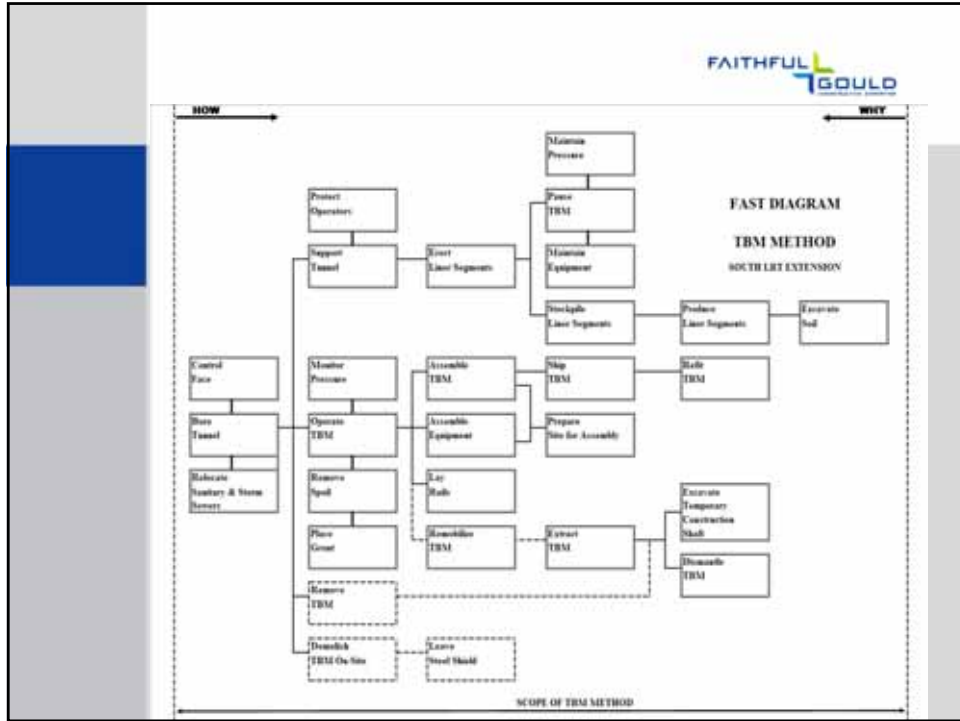 FAITHFUL
GOULD
HOW
WHY
Maintain
Pressure
Protect
Operators
Pause
TBM
FAST DIAGRAM
TBM METHOD
SOUTH LRT EXTENSION
Support
Tunnel
Erect
Liner Segments
Maintain
Equipment
Stockpile
Liner Segments
Produce
Liner Segments
Excavate
Soil
Control
Face
Monitor
Pressure
Assemble
TBM
Ship
TBM
Refit
TBM
Bore
Tunnel
Operate
TBM
Assemble
Equipment
Prepare
Site for Assembly
Relocate
Sanitary & Storm
Sewers
Remove
Spoil
Lay
Rails
Excavate
Temporary
Construction
Shaft
Place
Grout
Remobilize
TBM
Extract
TBM
Dismantle
TBM
Remove
TBM
Demolish
TBM On-Site
Leave
Steel Shield
SCOPE OF TBM METHOD